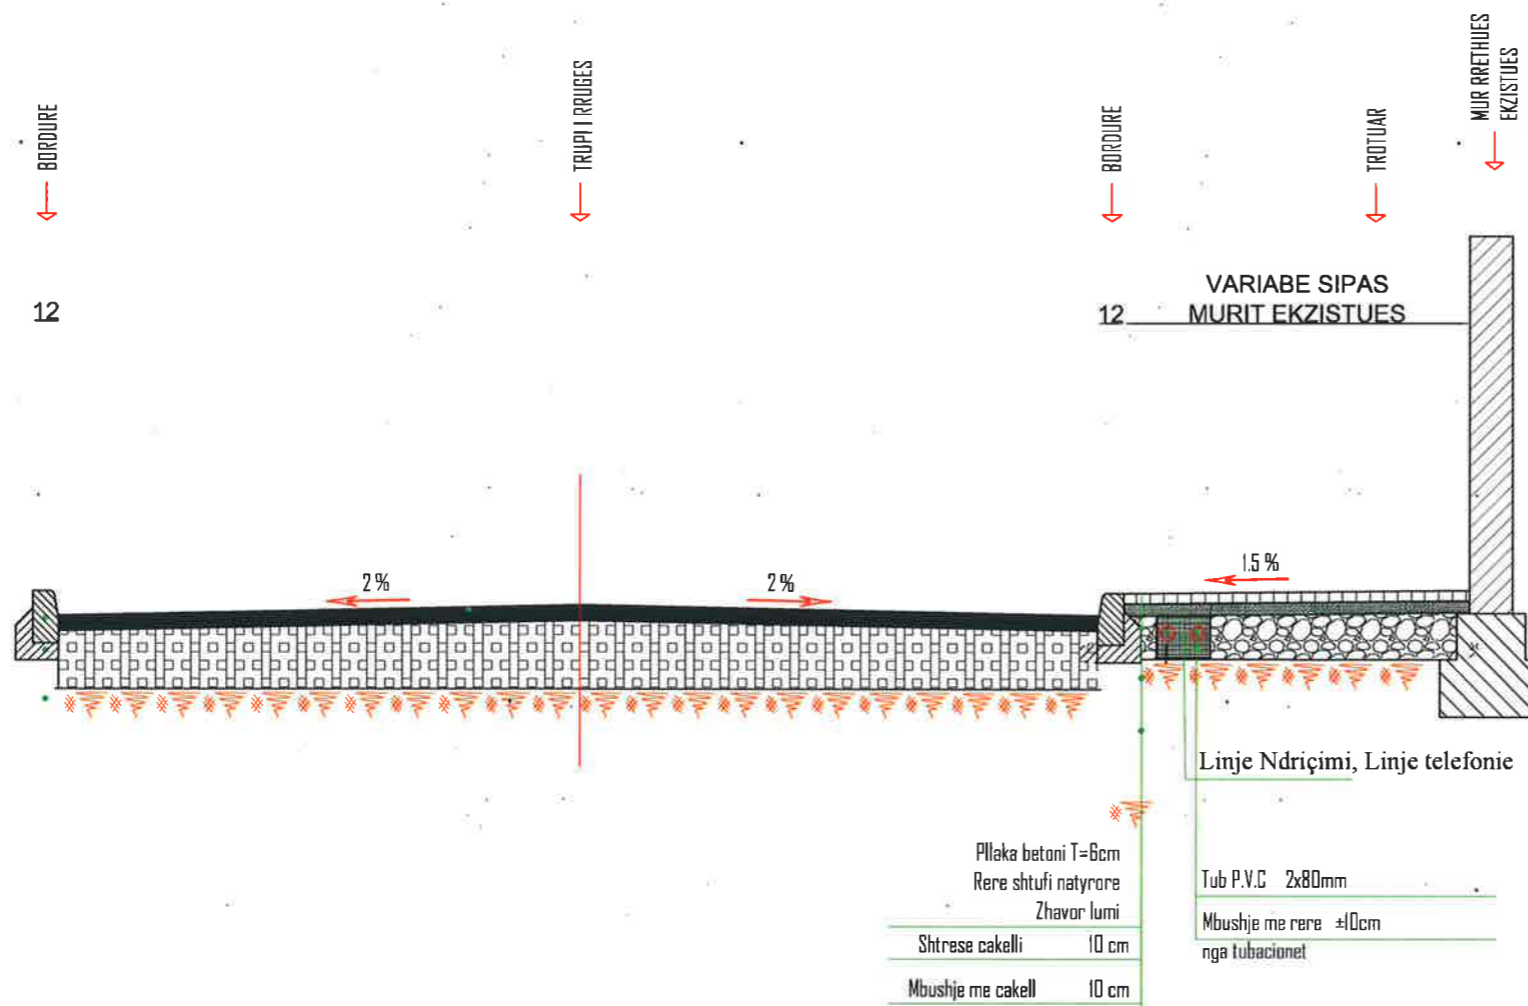 BORDURE
TRUPI I RRUGES
BORDURE
TROTUAR
MUR RRETHUES
EKZISTUES
12
12
VARIABE SIPAS
MURIT EKZISTUES
2 %
2 %
1.5 %
Linje Ndriçimi, Linje telefonie
Pllaka betoni T=6cm
Rere shtufi natyrore
Zhavor lumi
Shtrese cakelli 10 cm
Mbushje me cakell 10 cm
Tub P.V.C 2x80mm
Mbushje me rere ±10cm
nga tubacionet